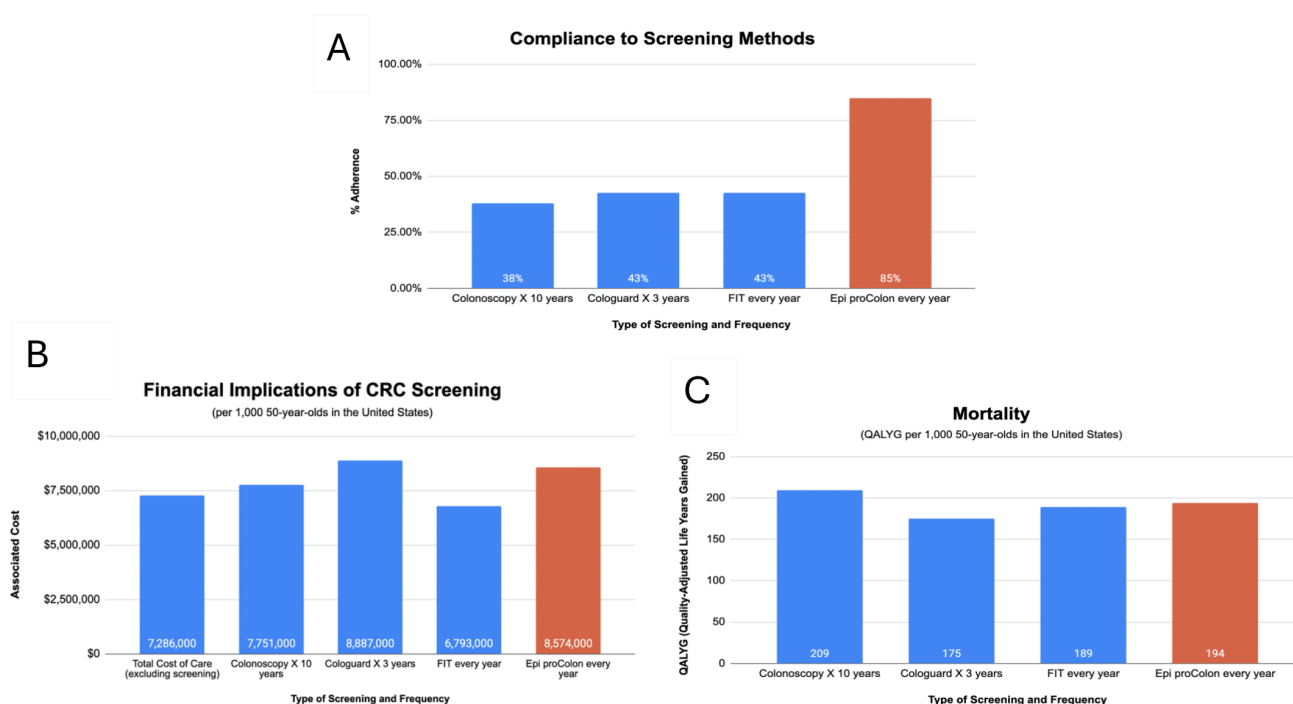 A
Compliance to Screening Methods
100.00%
75.00%
50.00%
25.00%
0.00%
% Adherence
38%
43%
43%
85%
Colonoscopy X 10 years
Cologuard X 3 years
FIT every year
Epi proColon every year
Type of Screening and Frequency
B
Financial Implications of CRC Screening
(per 1,000 50-year-olds in the United States)
$10,000,000
$7,500,000
$5,000,000
$2,500,000
$0
Associated Cost
7,286,000
7,751,000
8,887,000
6,793,000
8,574,000
Total Cost of Care
(excluding screening)
Colonoscopy X 10
years
Cologuard X 3 years
FIT every year
Epi proColon every
year
Type of Screening and Frequency
C
Mortality
(QALYG per 1,000 50-year-olds in the United States)
250
200
150
100
50
0
QALYG (Quality-Adjusted Life Years Gained)
209
175
189
194
Colonoscopy X 10 years
Cologuard X 3 years
FIT every year
Epi proColon every year
Type of Screening and Frequency